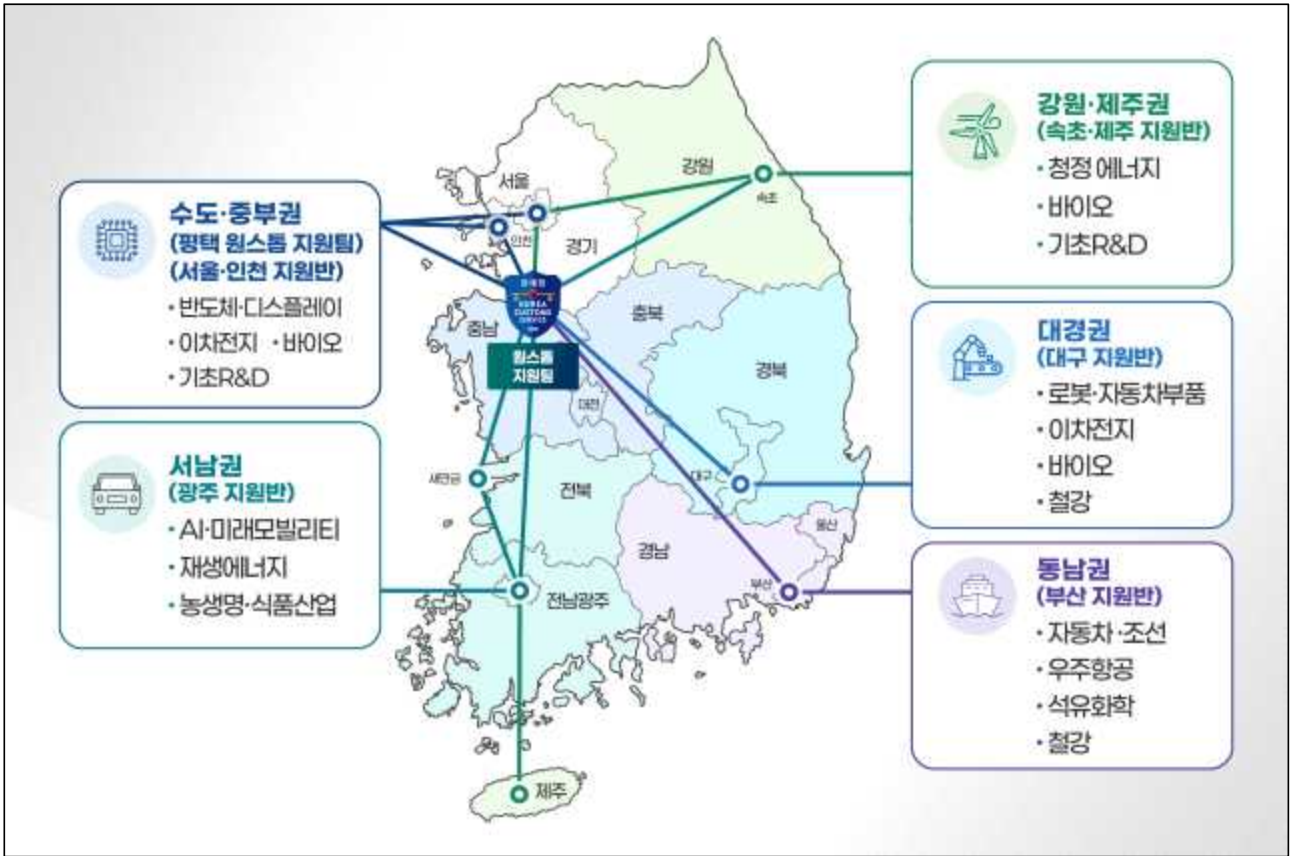 수도·중부권
(평택 원스톱 지원팀)
(서울·인천 지원반)
• 반도체·디스플레이
• 이차전지 • 바이오
• 기초R&D
서남권
(광주 지원반)
• AI·미래모빌리티
• 재생에너지
• 농생명·식품산업
서울
인천
경기
강원
속초
KOREA
CUSTOMS
SERVICE
원스톱
지원팀
충남
충북
대전
경북
새만금
전북
대구
경남
울산
부산
전남광주
제주
강원·제주권
(속초·제주 지원반)
• 청정 에너지
• 바이오
• 기초R&D
대경권
(대구 지원반)
• 로봇·자동차부품
• 이차전지
• 바이오
• 철강
동남권
(부산 지원반)
• 자동차 ·조선
• 우주항공
• 석유화학
• 철강